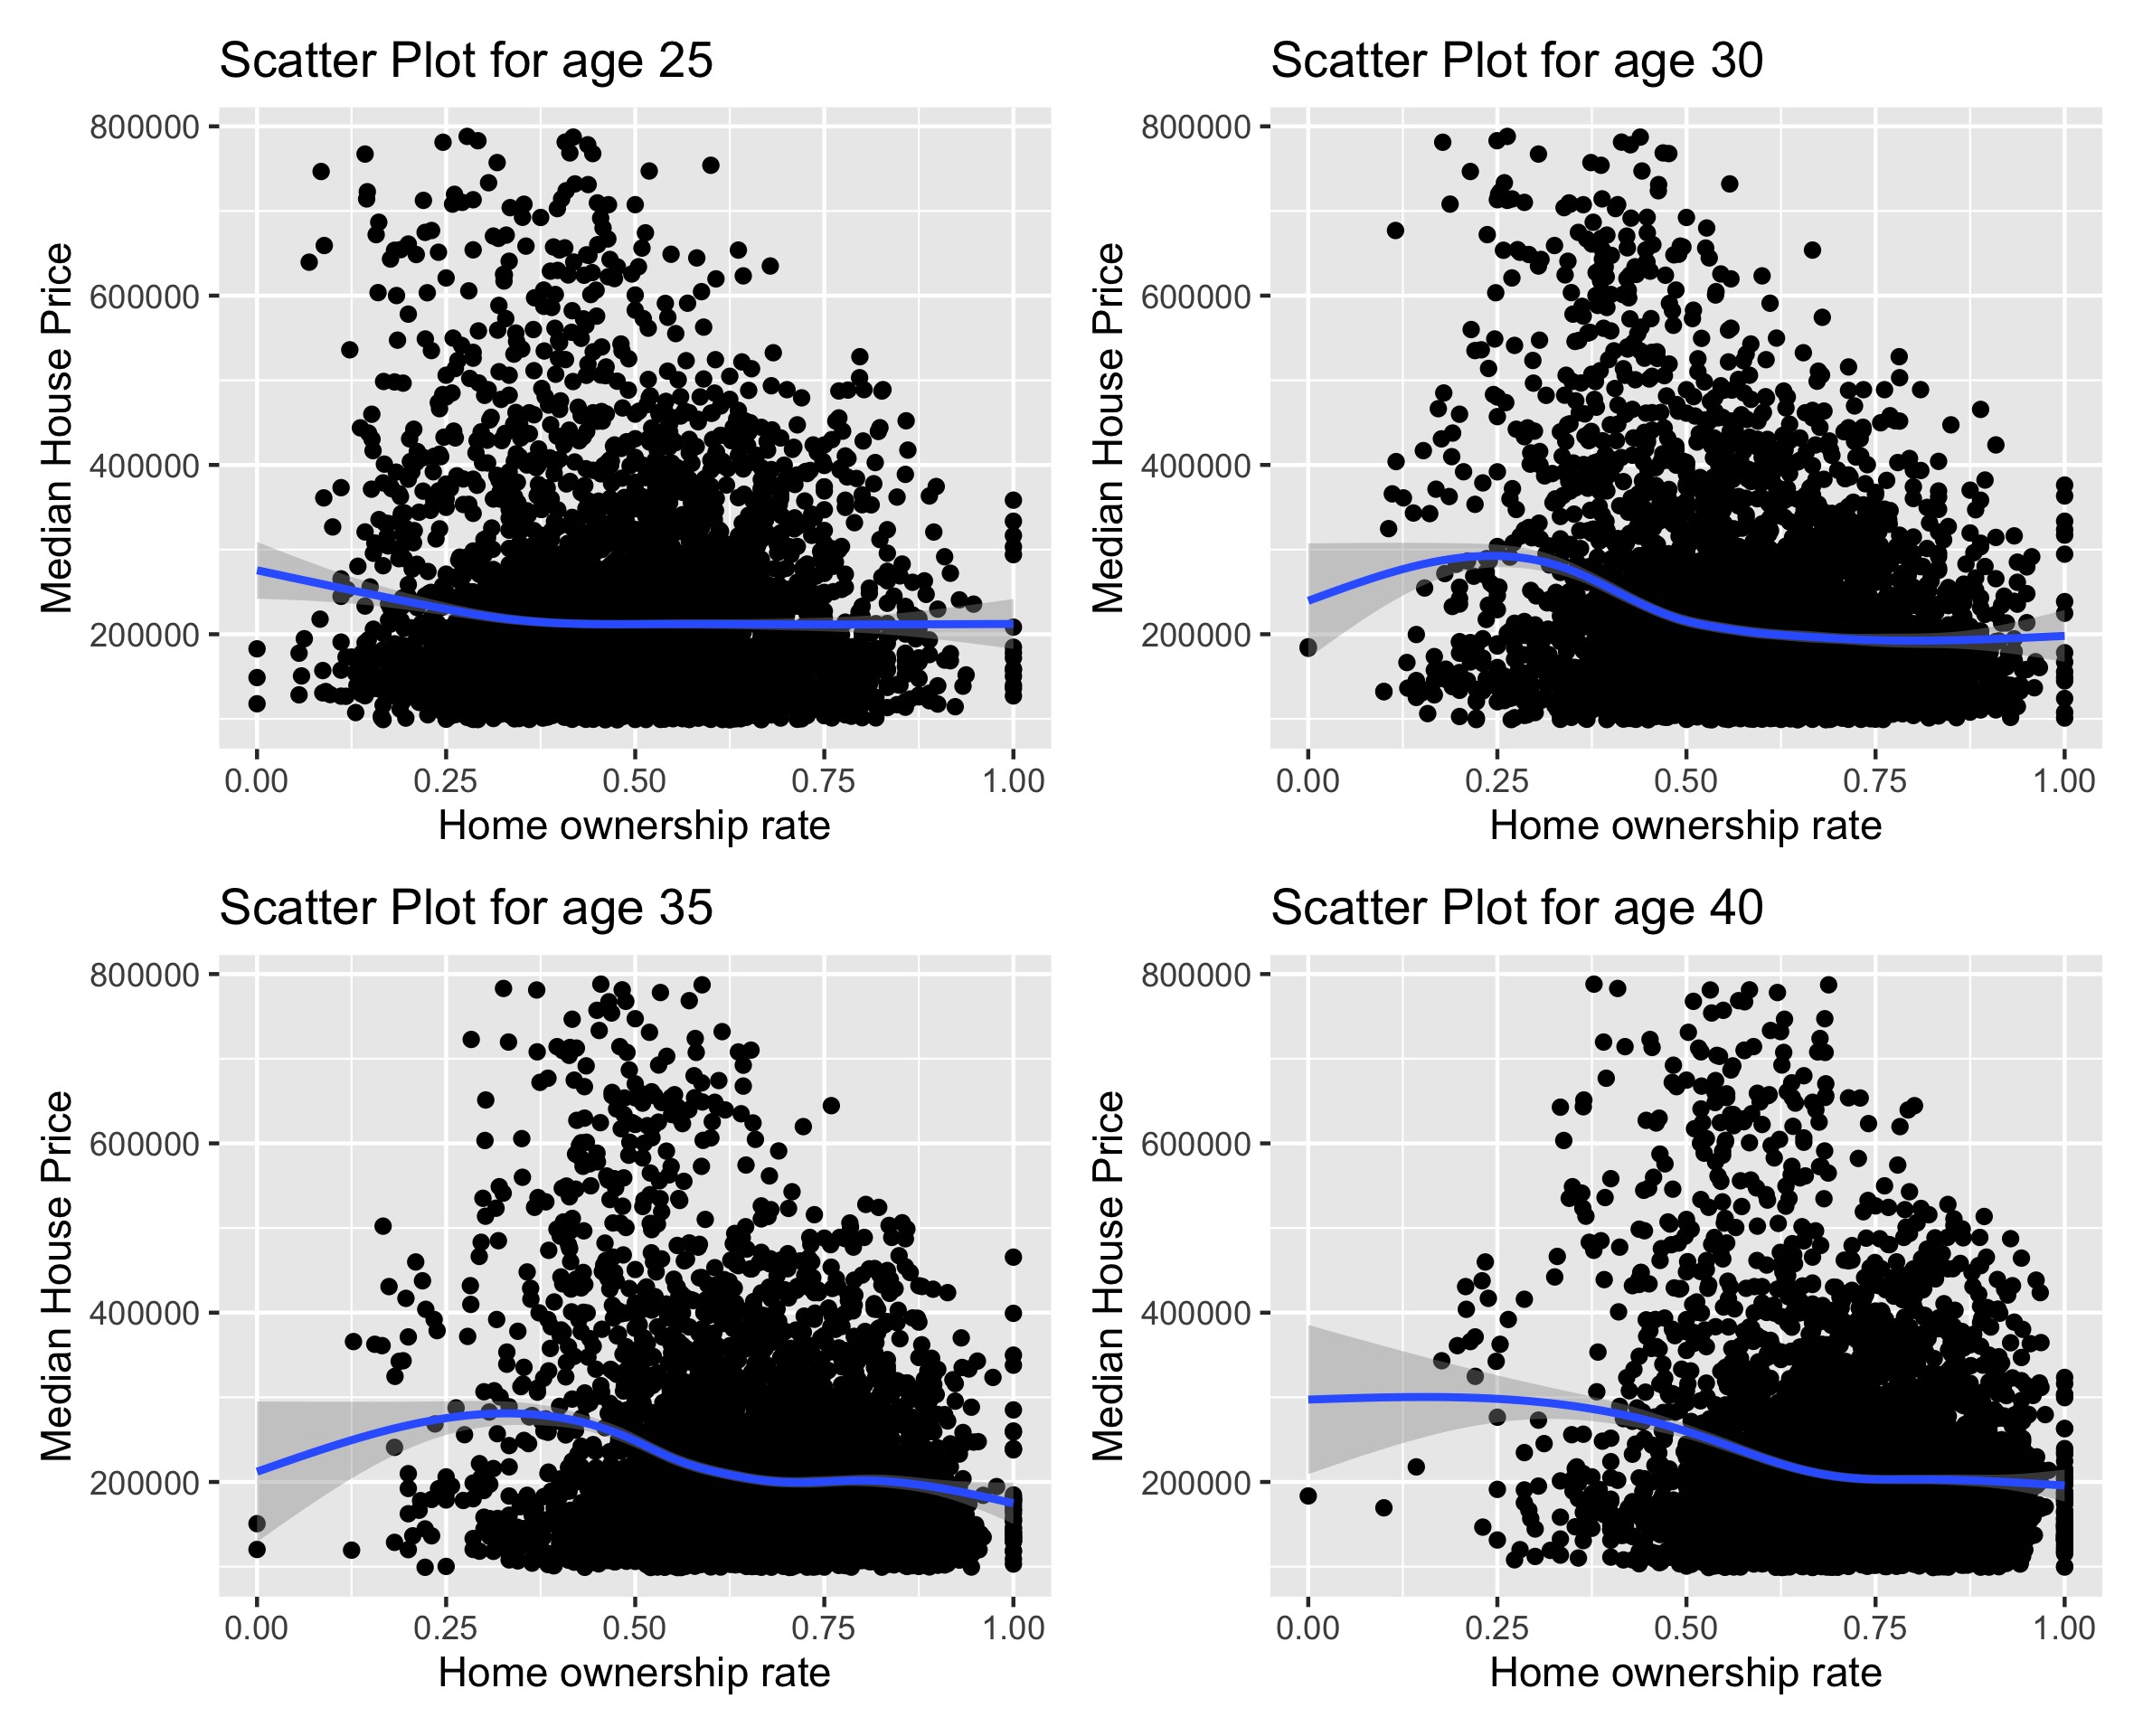 Scatter Plot for age 25
800000
600000
400000
200000
Median House Price
0.00 0.25 0.50 0.75 1.00
Home ownership rate
Scatter Plot for age 30
800000
600000
400000
200000
Median House Price
0.00 0.25 0.50 0.75 1.00
Home ownership rate
Scatter Plot for age 35
800000
600000
400000
200000
Median House Price
0.00 0.25 0.50 0.75 1.00
Home ownership rate
Scatter Plot for age 40
800000
600000
400000
200000
Median House Price
0.00 0.25 0.50 0.75 1.00
Home ownership rate